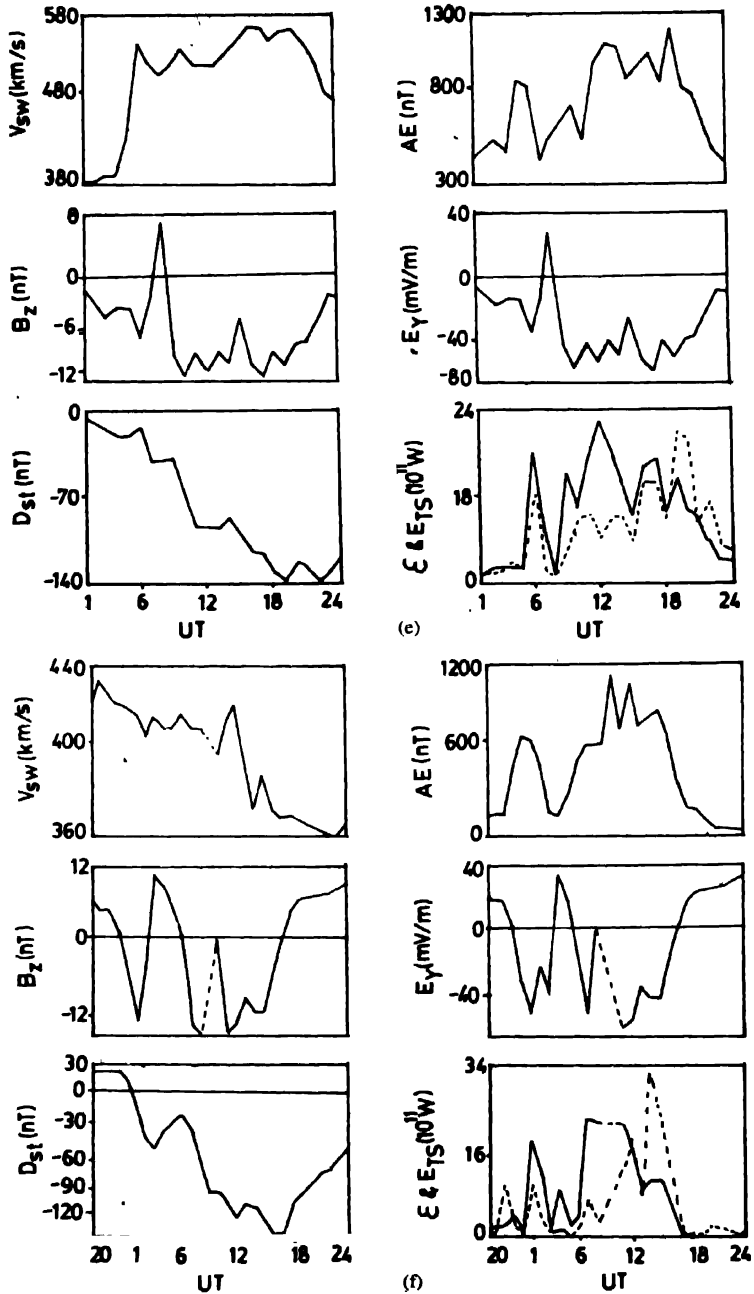 580
480
380
V_SW (km/s)
1300
800
300
AE (nT)
8
0
-6
-12
B_Z (nT)
40
0
-40
-80
E_Y (mV/m)
0
-70
-140
D_st (nT)
1 6 12 18 24
UT
24
18
0
ε & E_TS (10^11 W)
1 6 12 18 24
UT
(e)
440
400
360
V_SW (km/s)
1200
600
0
AE (nT)
12
0
-12
B_Z (nT)
40
0
-40
E_Y (mV/m)
30
0
-30
-60
-90
-120
D_st (nT)
20 1 6 12 18 24
UT
34
16
0
ε & E_TS (10^11 W)
20 1 6 12 18 24
UT
(f)